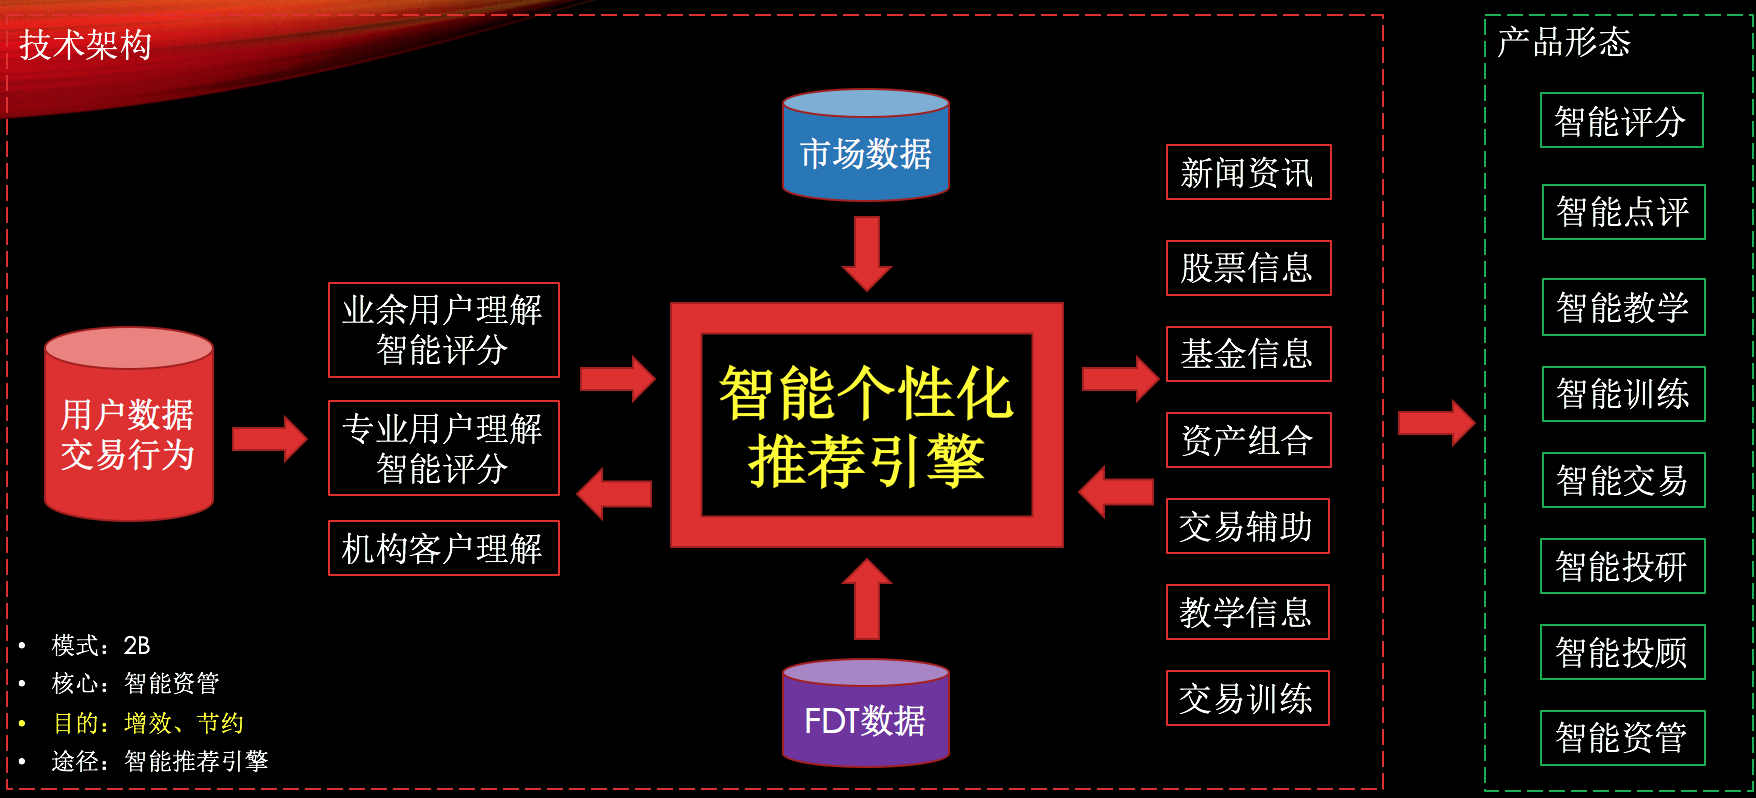 技术架构
市场数据
用户数据
交易行为
业余用户理解
智能评分
专业用户理解
智能评分
机构客户理解
智能个性化
推荐引擎
FDT数据
新闻资讯
股票信息
基金信息
资产组合
交易辅助
教学信息
交易训练
• 模式：2B
• 核心：智能资管
• 目的：增效、节约
• 途径：智能推荐引擎
产品形态
智能评分
智能点评
智能教学
智能训练
智能交易
智能投研
智能投顾
智能资管